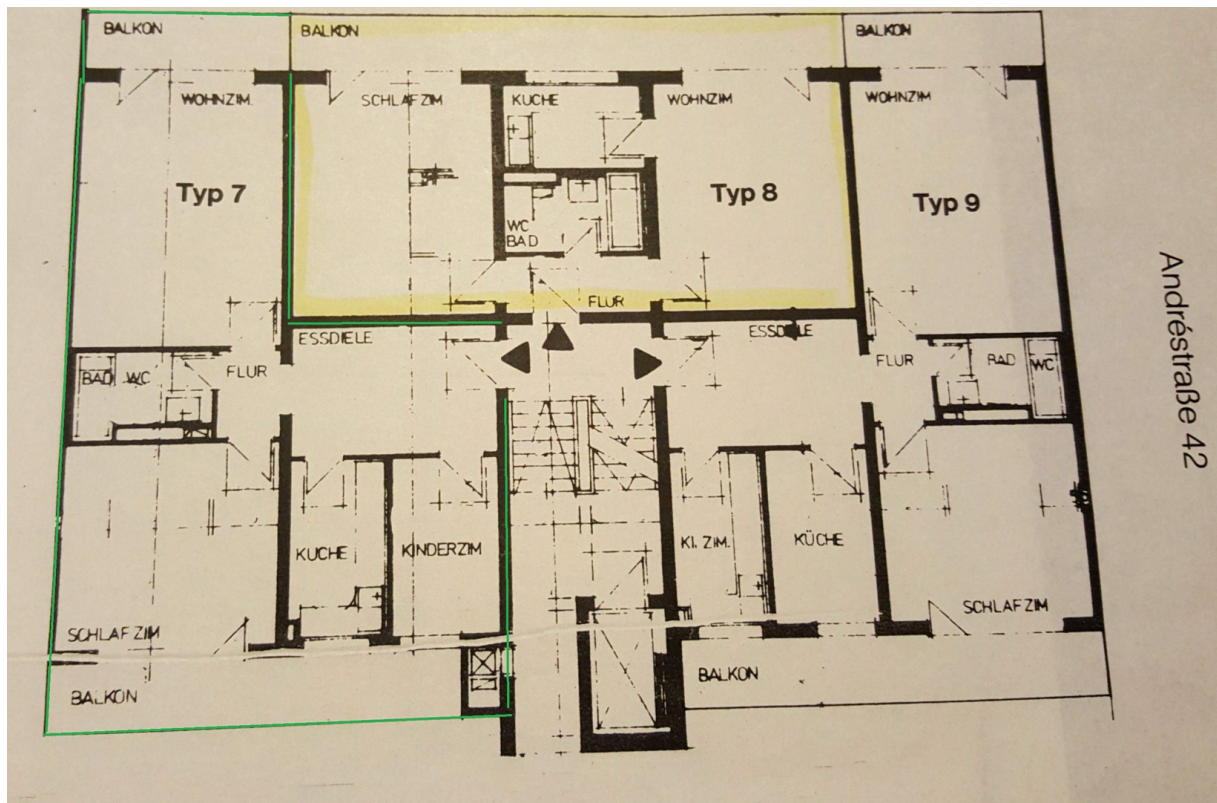 BALKON
BALKON
BALKON
WOHNZIM.
SCHLAFZIM
KUCHE
WOHNZIM
WOHNZIM
Typ 7
Typ 8
Typ 9
WC
BAD
FLUR
ESSDIELE
ESSDIELE
BAD WC
FLUR
FLUR
BAD
WC
KUCHE
KINDERZIM
KI. ZIM.
KÜCHE
SCHLAFZIM
SCHLAFZIM
BALKON
BALKON
Andréstraße 42